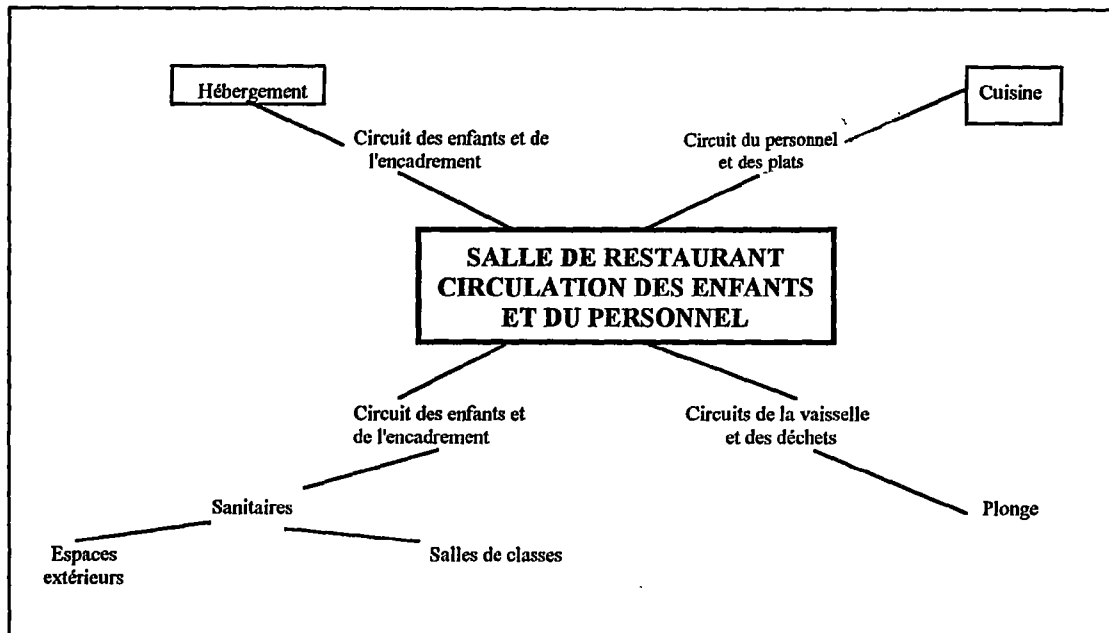 Hébergement
Cuisine
Circuit des enfants et de
l'encadrement
Circuit du personnel
et des plats
SALLE DE RESTAURANT
CIRCULATION DES ENFANTS
ET DU PERSONNEL
Circuit des enfants et
de l'encadrement
Circuits de la vaisselle
et des déchets
Sanitaires
Plonge
Espaces
extérieurs
Salles de classes